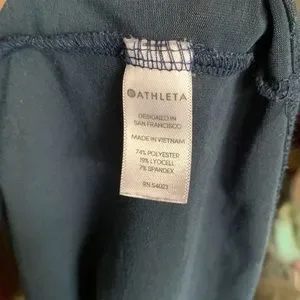 ATHLETA
DESIGNED IN
SAN FRANCISCO
MADE IN VIETNAM
74% POLYESTER
19% LYOCELL
7% SPANDEX
RN 54023